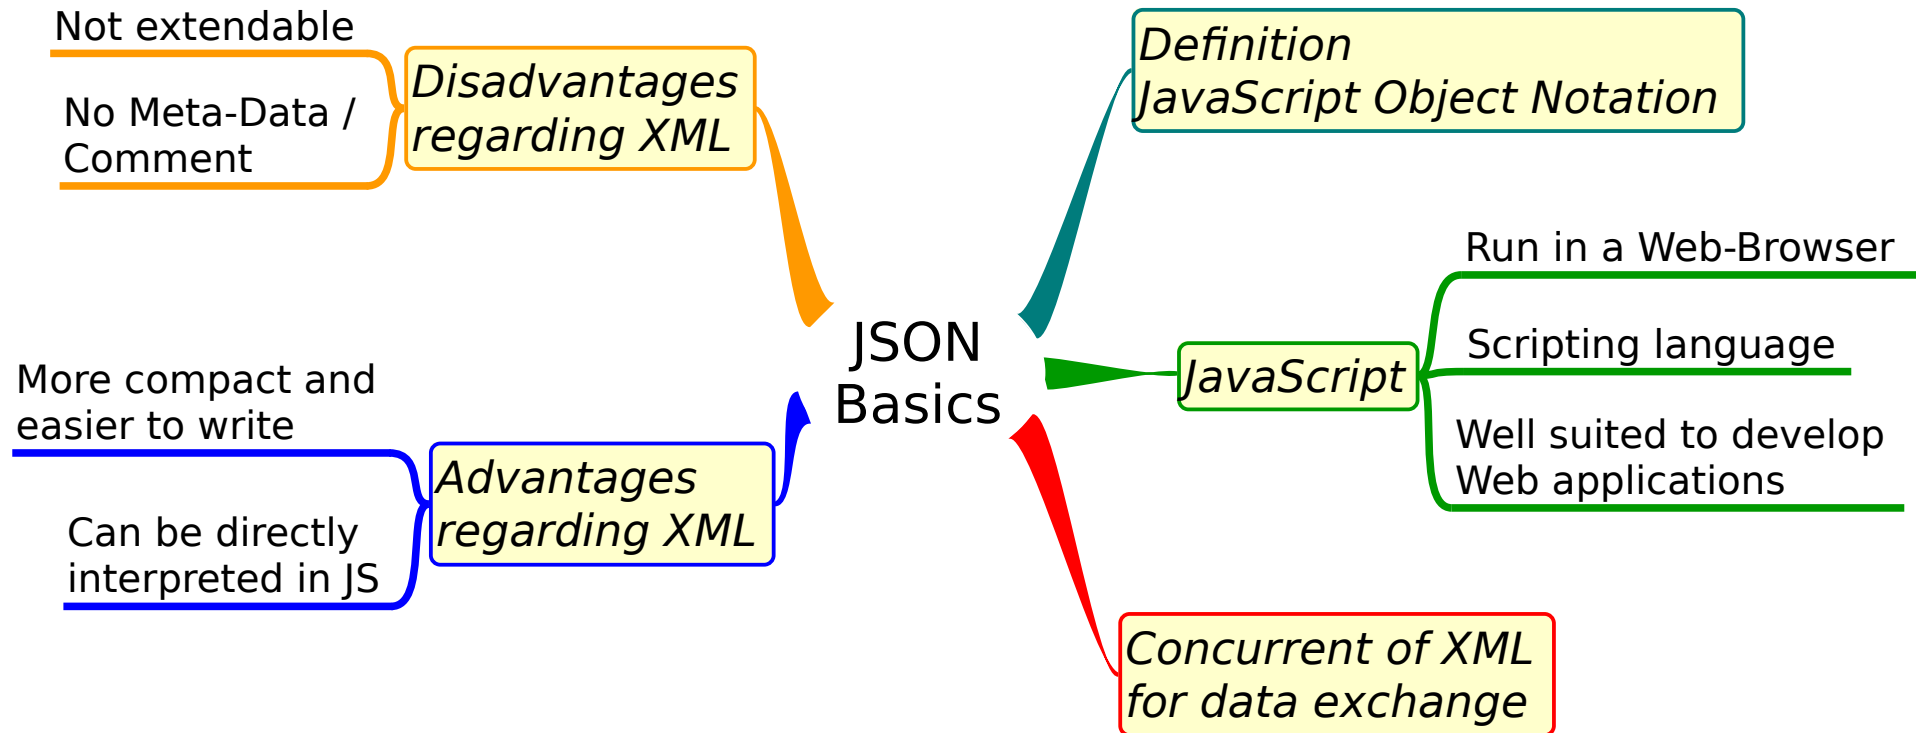 Not extendable
No Meta-Data /
Comment
Disadvantages
regarding XML
Definition
JavaScript Object Notation
JSON
Basics
Run in a Web-Browser
Scripting language
Well suited to develop
Web applications
JavaScript
More compact and
easier to write
Can be directly
interpreted in JS
Advantages
regarding XML
Concurrent of XML
for data exchange